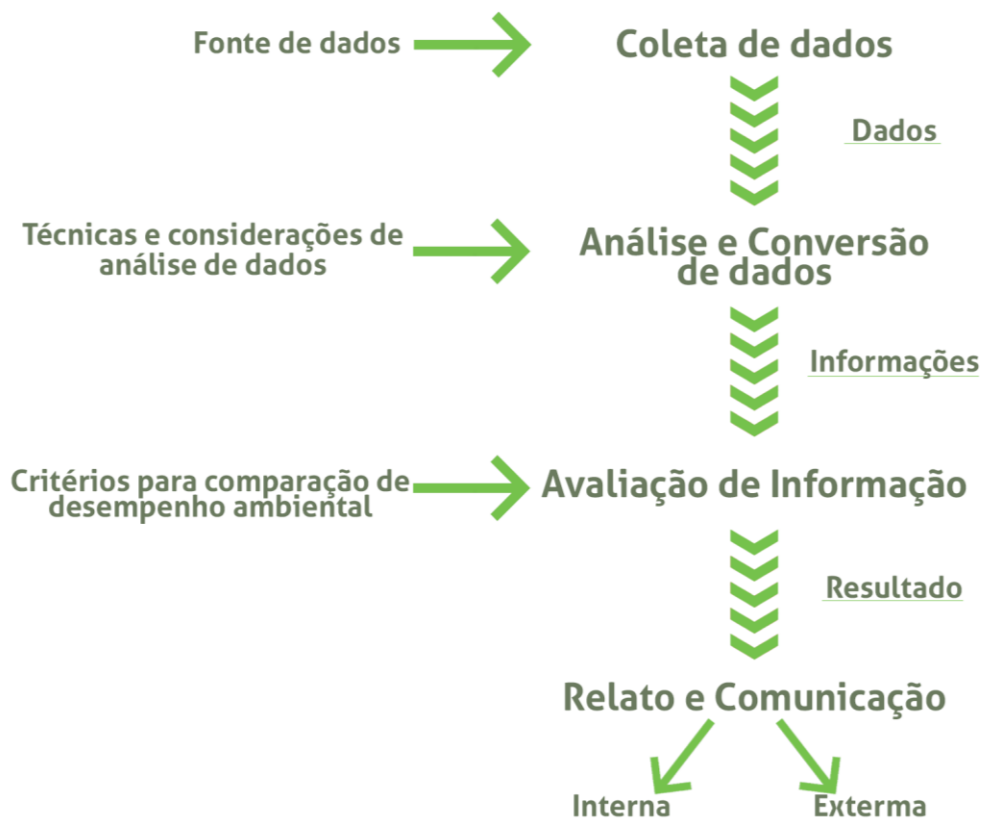 Fonte de dados
Coleta de dados
Dados
Técnicas e considerações de
análise de dados
Análise e Conversão
de dados
Informações
Critérios para comparação de
desempenho ambiental
Avaliação de Informação
Resultado
Relato e Comunicação
Interna
Exterma